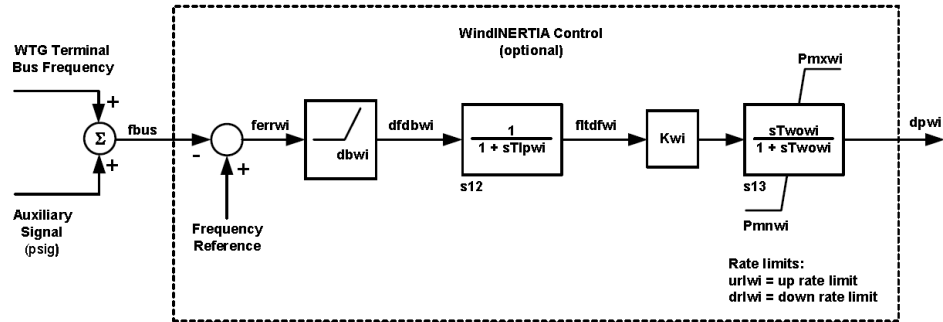 WindINERTIA Control
(optional)
WTG Terminal
Bus Frequency
+
Σ
fbus
+
Auxiliary
Signal
(psig)
-
+
Frequency
Reference
ferrwi
dbwi
dfdbwi
1
1 + sTlpwi
s12
fltdfwi
Kwi
Pmxwi
sTwowi
1 + sTwowi
s13
Pmnwi
dpwi
Rate limits:
urlwi = up rate limit
drlwi = down rate limit